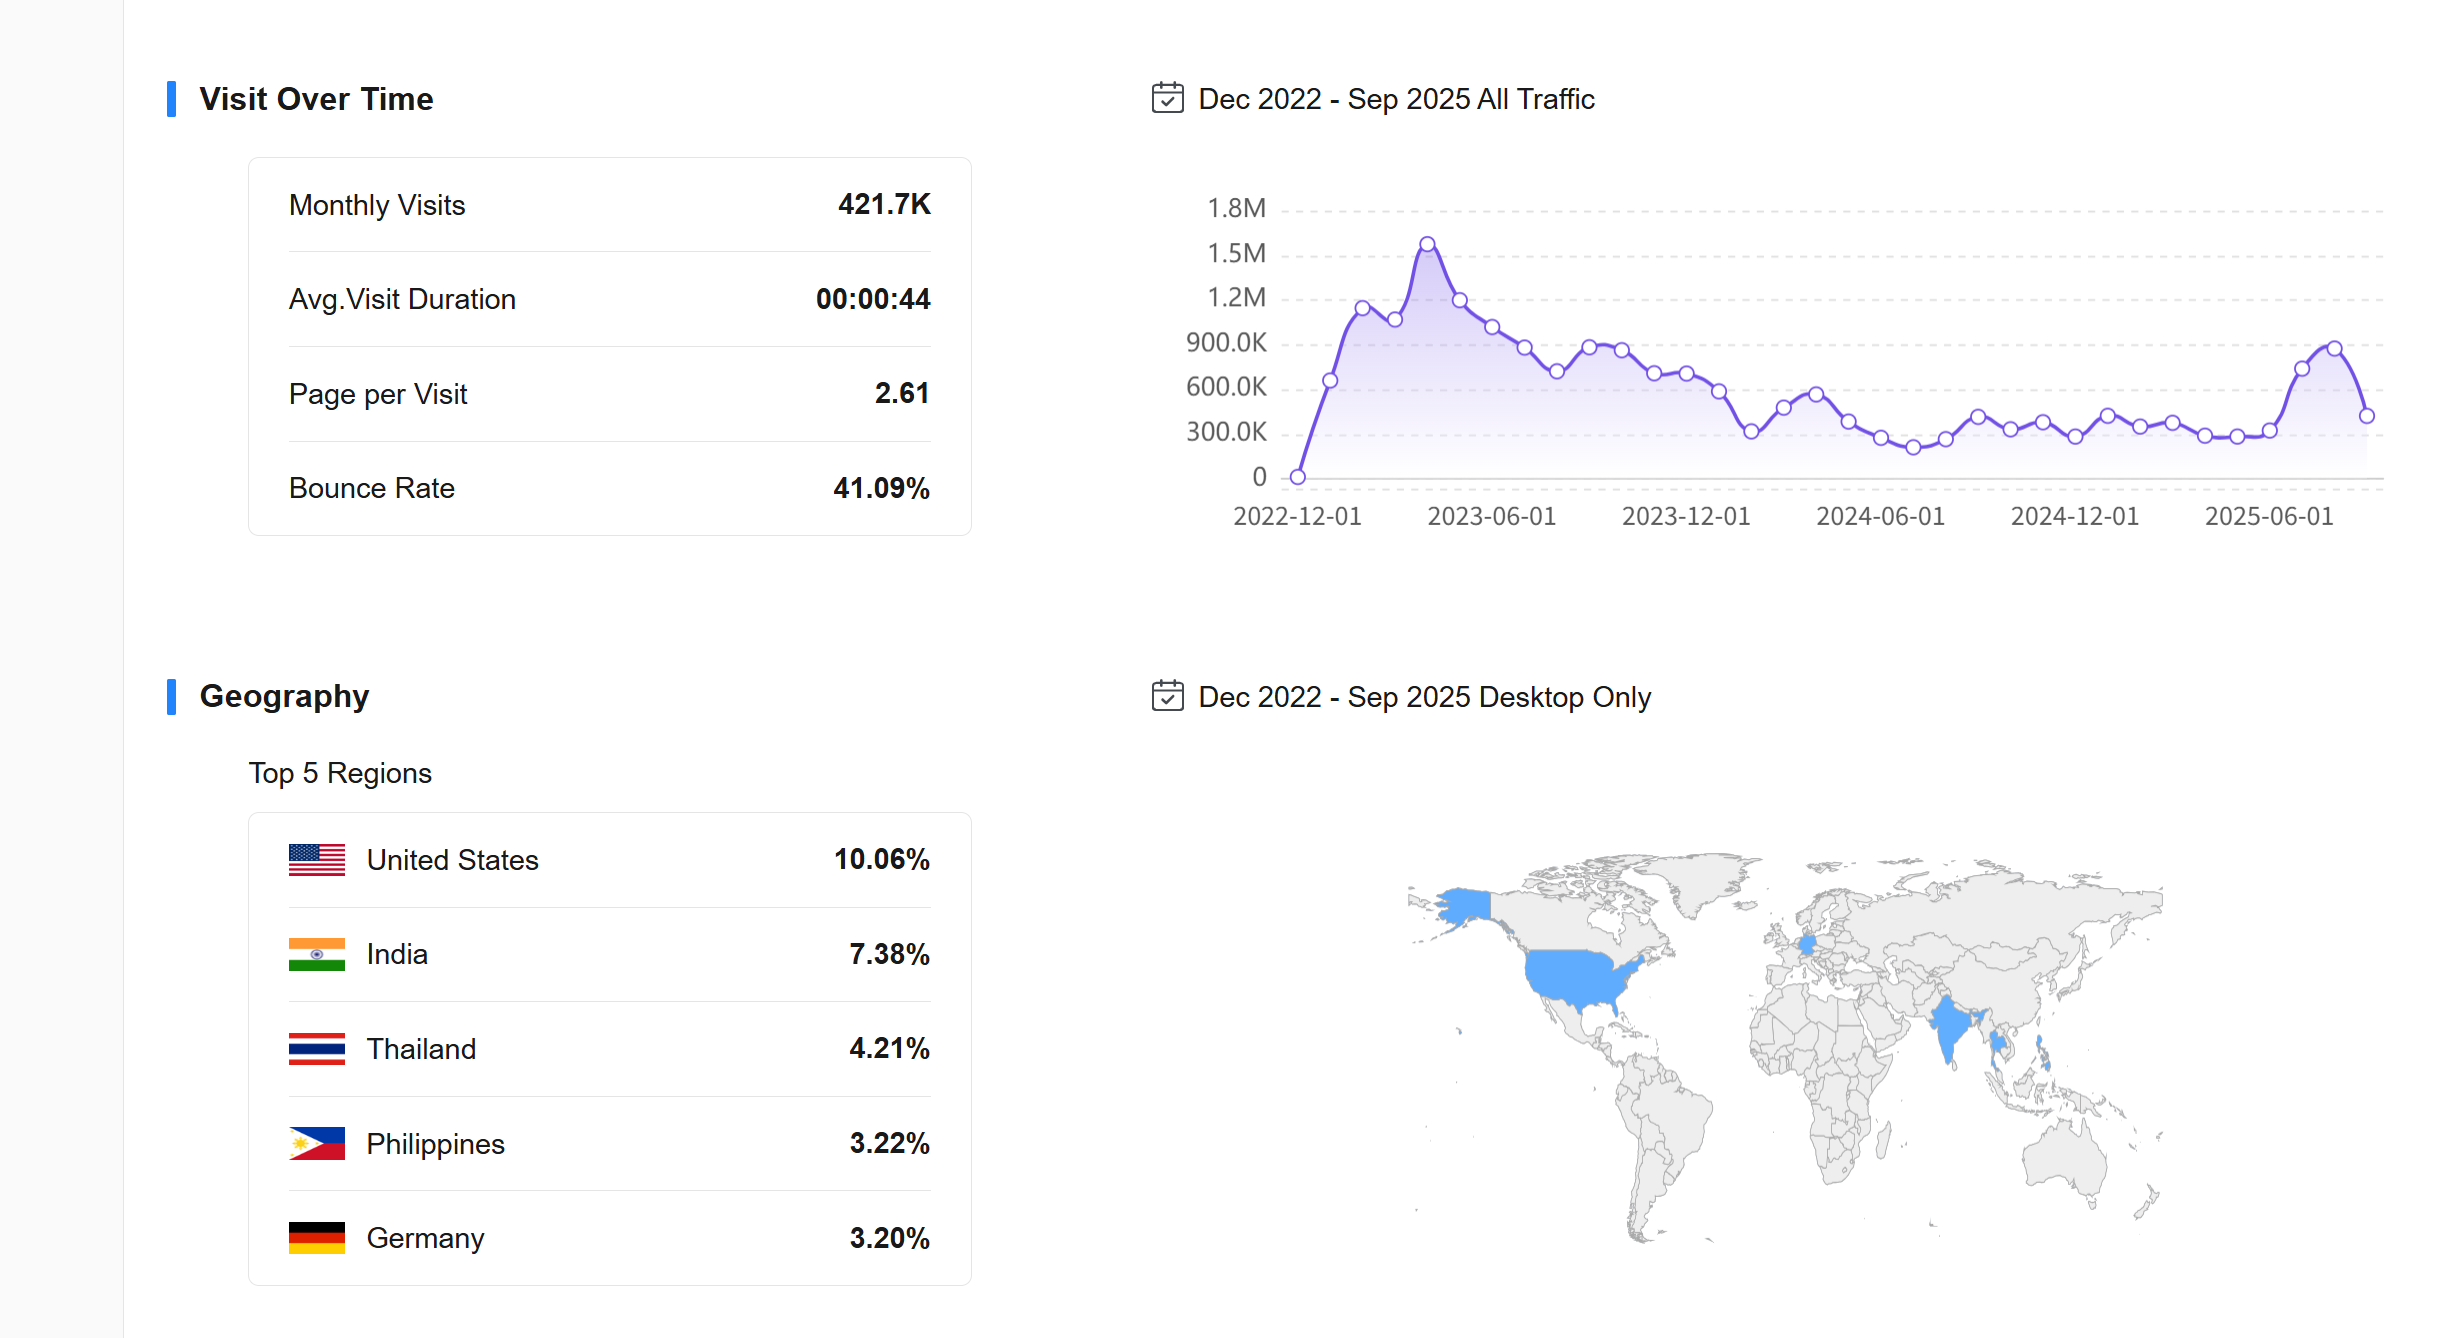 Visit Over Time
Monthly Visits 421.7K
Avg.Visit Duration 00:00:44
Page per Visit 2.61
Bounce Rate 41.09%
Dec 2022 - Sep 2025 All Traffic
1.8M
1.5M
1.2M
900.0K
600.0K
300.0K
0
2022-12-01 2023-06-01 2023-12-01 2024-06-01 2024-12-01 2025-06-01
Geography
Top 5 Regions
United States 10.06%
India 7.38%
Thailand 4.21%
Philippines 3.22%
Germany 3.20%
Dec 2022 - Sep 2025 Desktop Only